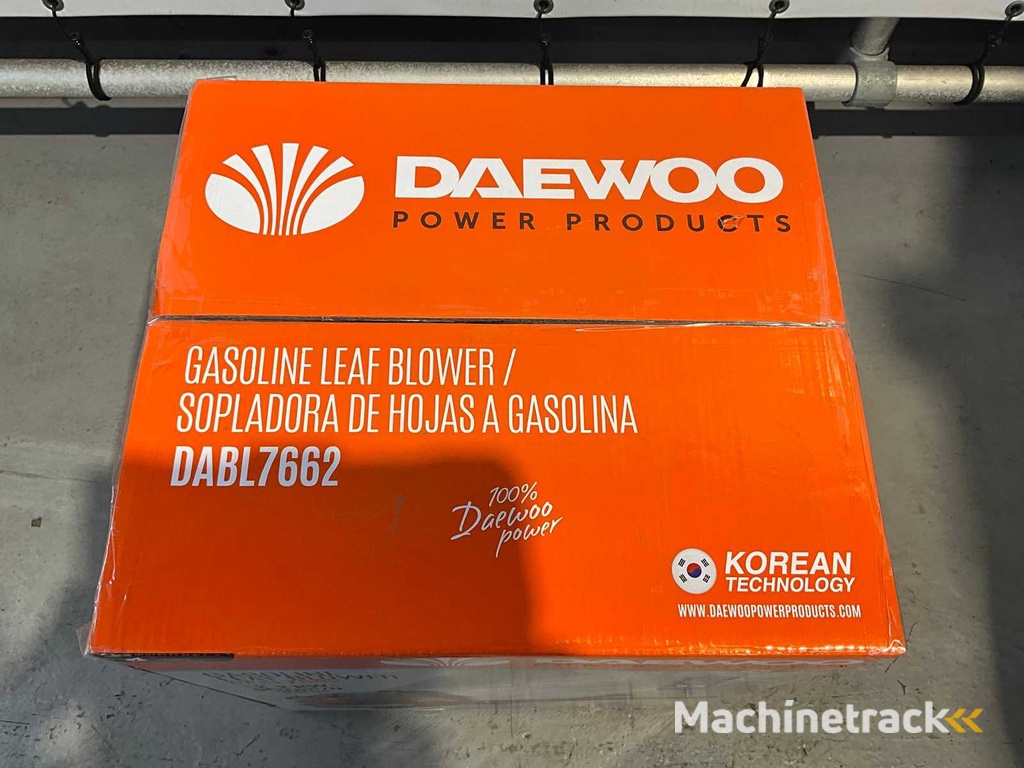 DAEWOO
POWER PRODUCTS
GASOLINE LEAF BLOWER /
SOPLADORA DE HOJAS A GASOLINA
DABL7662
100%
Daewoo
power
KOREAN
TECHNOLOGY
WWW.DAEWOOPOWERPRODUCTS.COM
Machinetrack